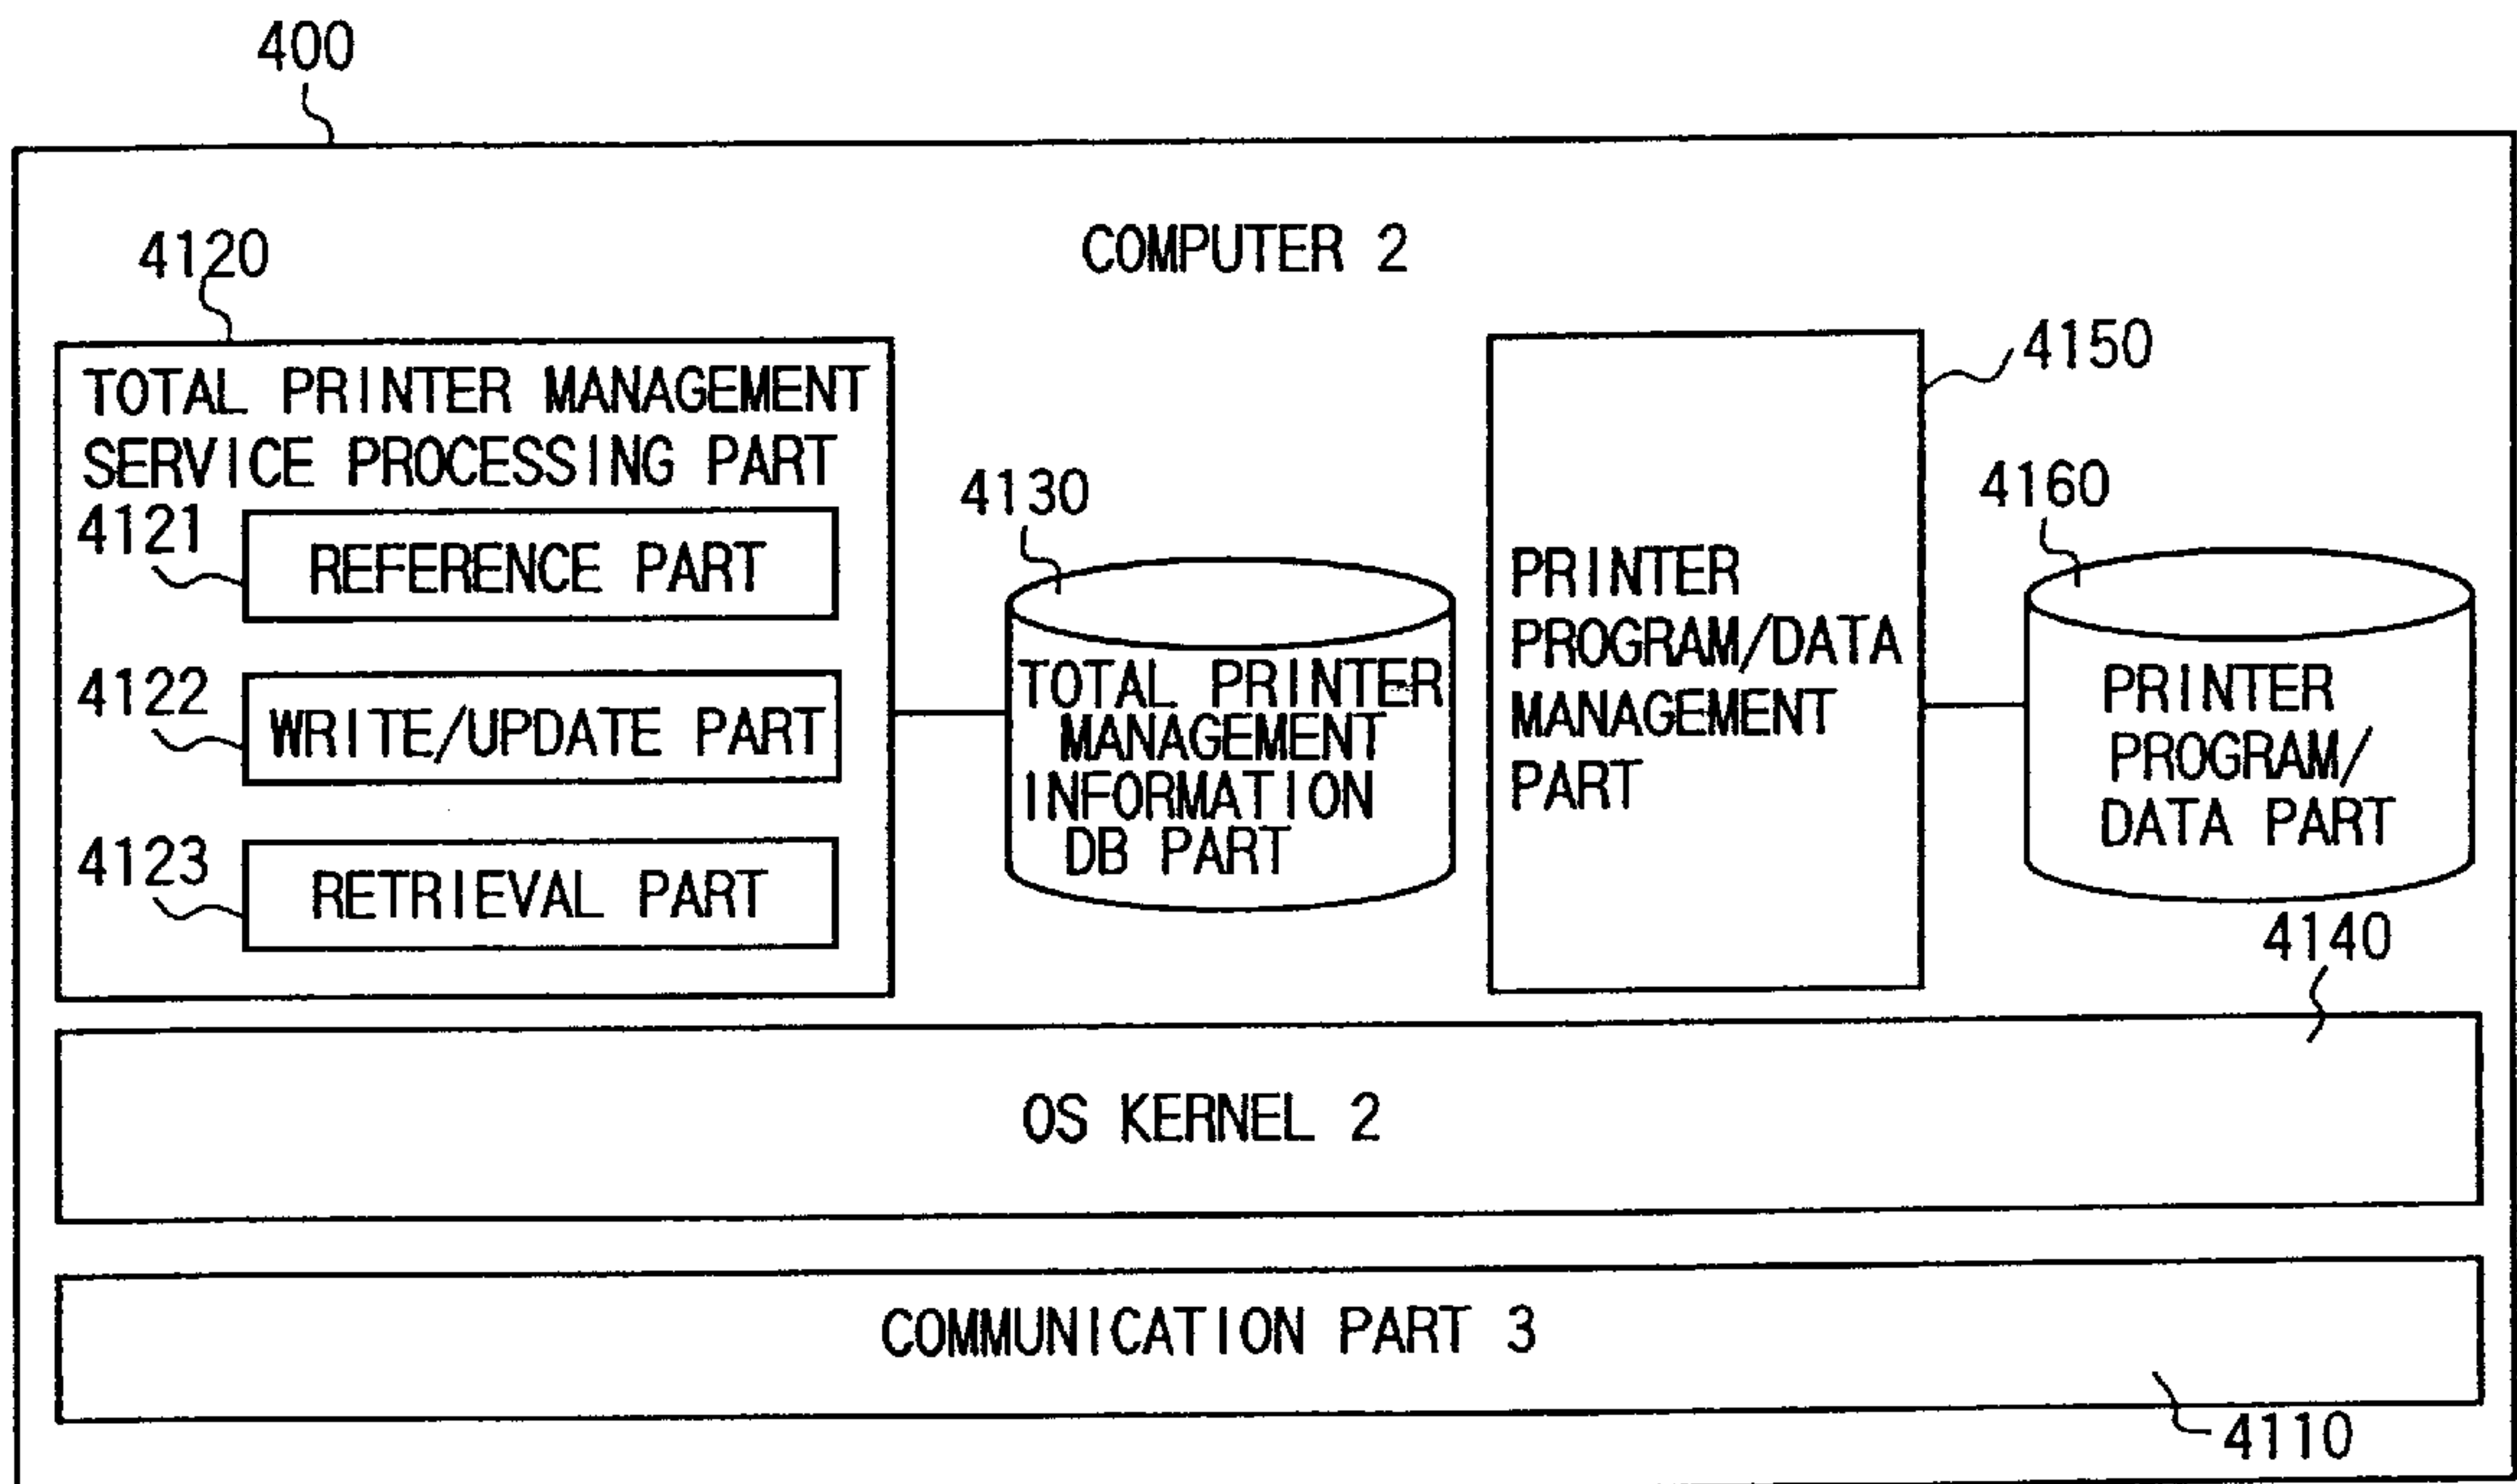 400
COMPUTER 2
4120
TOTAL PRINTER MANAGEMENT
SERVICE PROCESSING PART
4121
REFERENCE PART
4122
WRITE/UPDATE PART
4123
RETRIEVAL PART
4130
TOTAL PRINTER
MANAGEMENT
INFORMATION
DB PART
4150
PRINTER
PROGRAM/DATA
MANAGEMENT
PART
4160
PRINTER
PROGRAM/
DATA PART
4140
OS KERNEL 2
COMMUNICATION PART 3
4110